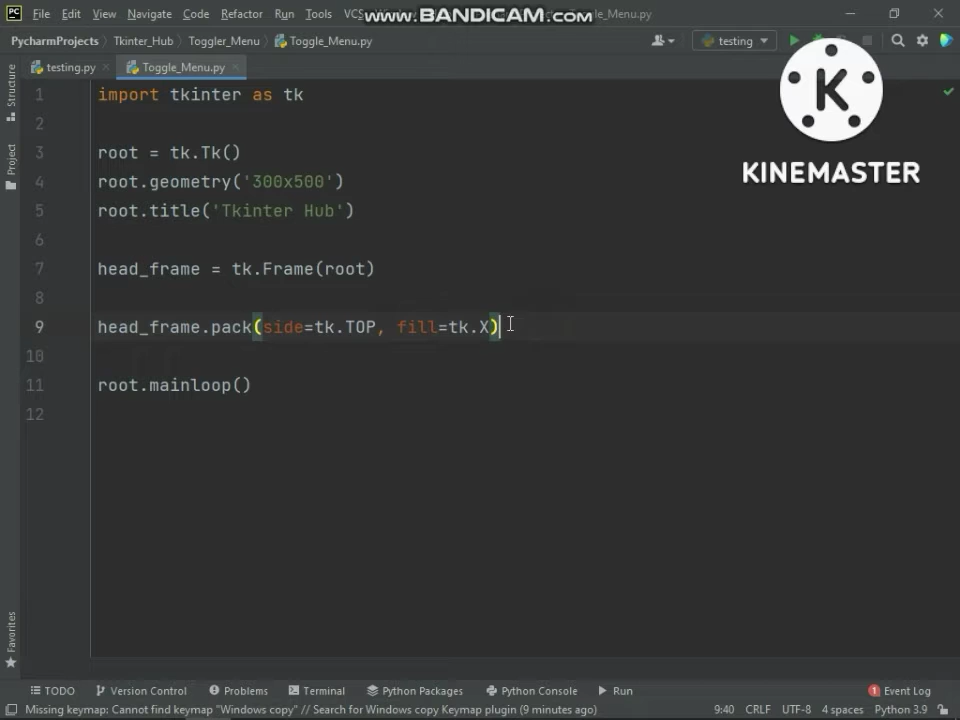 File Edit View Navigate Code Refactor Run Tools VCS Toggle_Menu.py
www.BANDICAM.com
PycharmProjects Tkinter_Hub Toggler_Menu Toggle_Menu.py testing
testing.py Toggle_Menu.py
Structure
Project
Favorites
K
KINEMASTER
1 import tkinter as tk
2
3 root = tk.Tk()
4 root.geometry('300x500')
5 root.title('Tkinter Hub')
6
7 head_frame = tk.Frame(root)
8
9 head_frame.pack(side=tk.TOP, fill=tk.X)
10
11 root.mainloop()
12
TODO Version Control Problems Terminal Python Packages Python Console Run 1 Event Log
Missing keymap: Cannot find keymap "Windows copy" // Search for Windows copy Keymap plugin (9 minutes ago) 9:40 CRLF UTF-8 4 spaces Python 3.9